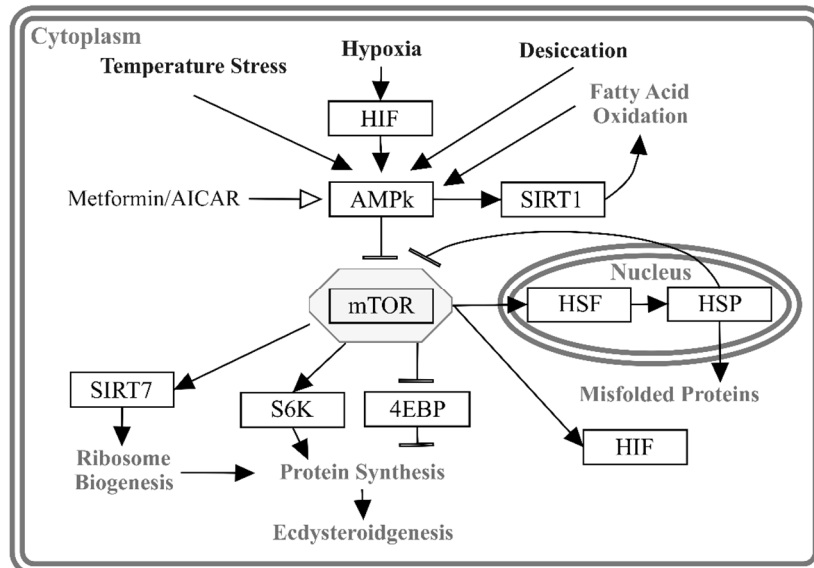 Cytoplasm
Hypoxia
Desiccation
Temperature Stress
Fatty Acid
Oxidation
HIF
Metformin/AICAR
AMPk
SIRT1
Nucleus
mTOR
HSF
HSP
SIRT7
S6K
4EBP
Misfolded Proteins
HIF
Ribosome
Biogenesis
Protein Synthesis
Ecdysteroidgenesis